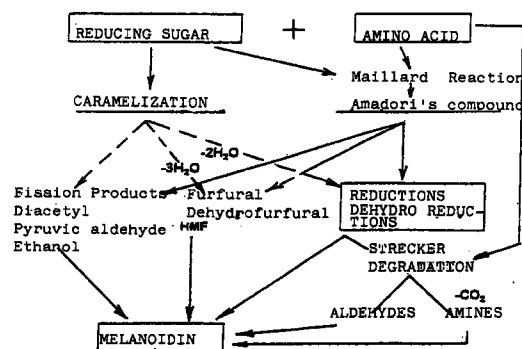 REDUCING SUGAR + AMINO ACID
Maillard Reaction
CARAMELIZATION
Amadori's compound
-2H₂O
-3H₂O
Fission Products
Diacetyl
Pyruvic aldehyde
Ethanol
Furfural
Dehydrofurfural
HMF
REDUCTIONS
DEHYDRO REDUC-
TIONS
STRECKER
DEGRADATION
-CO₂
ALDEHYDES
AMINES
MELANOIDIN